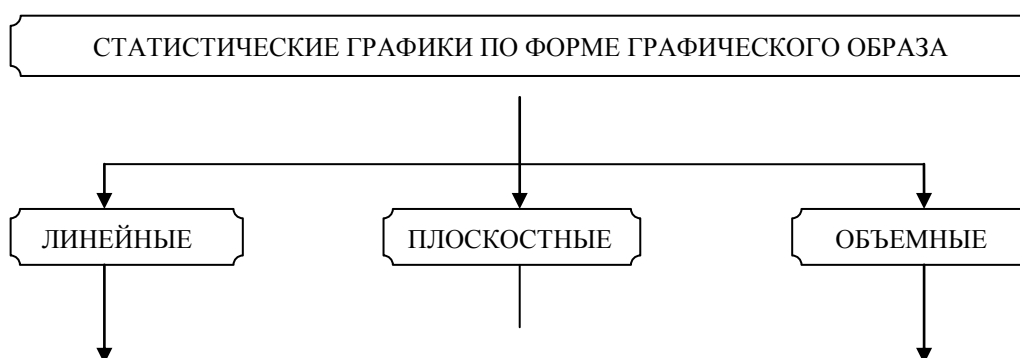 СТАТИСТИЧЕСКИЕ ГРАФИКИ ПО ФОРМЕ ГРАФИЧЕСКОГО ОБРАЗА
ЛИНЕЙНЫЕ
ПЛОСКОСТНЫЕ
ОБЪЕМНЫЕ